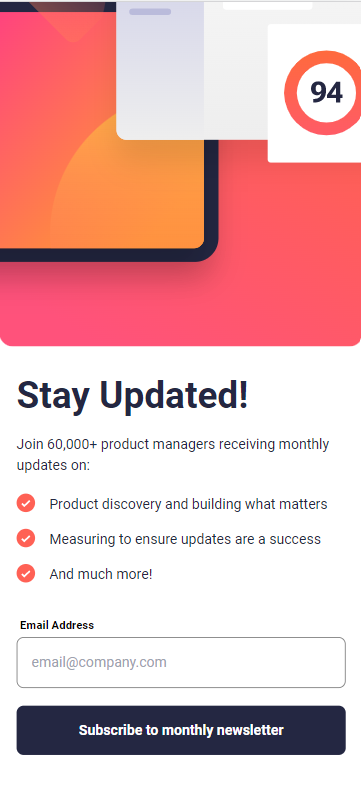 94
Stay Updated!
Join 60,000+ product managers receiving monthly
updates on:
Product discovery and building what matters
Measuring to ensure updates are a success
And much more!
Email Address
email@company.com
Subscribe to monthly newsletter